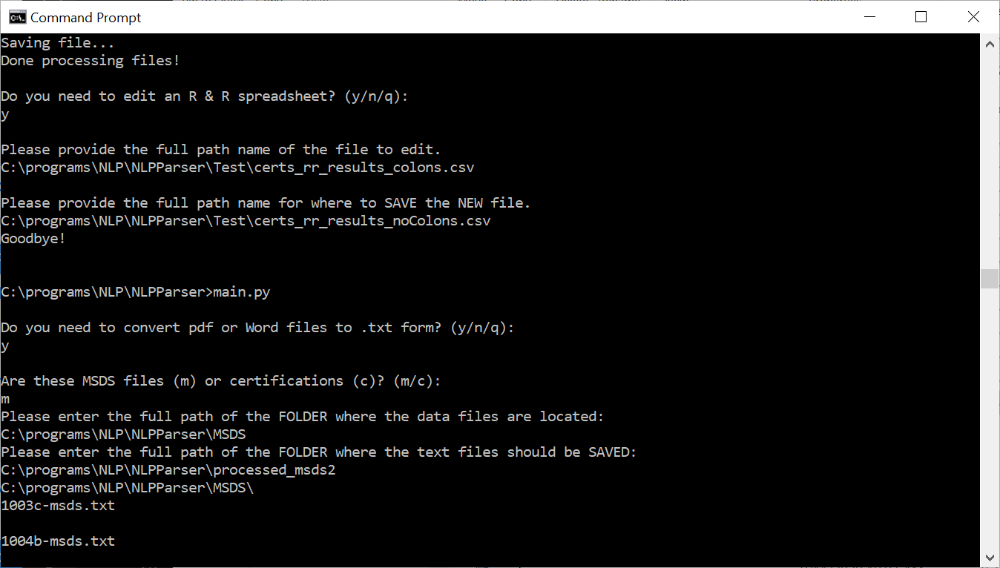 Command Prompt
Saving file...
Done processing files!
Do you need to edit an R & R spreadsheet? (y/n/q):
y
Please provide the full path name of the file to edit.
C:\programs\NLP\NLPParser\Test\certs_rr_results_colons.csv
Please provide the full path name for where to SAVE the NEW file.
C:\programs\NLP\NLPParser\Test\certs_rr_results_noColons.csv
Goodbye!
C:\programs\NLP\NLPParser>main.py
Do you need to convert pdf or Word files to .txt form? (y/n/q):
y
Are these MSDS files (m) or certifications (c)? (m/c):
m
Please enter the full path of the FOLDER where the data files are located:
C:\programs\NLP\NLPParser\MSDS
Please enter the full path of the FOLDER where the text files should be SAVED:
C:\programs\NLP\NLPParser\processed_msds2
C:\programs\NLP\NLPParser\MSDS\
1003c-msds.txt
1004b-msds.txt